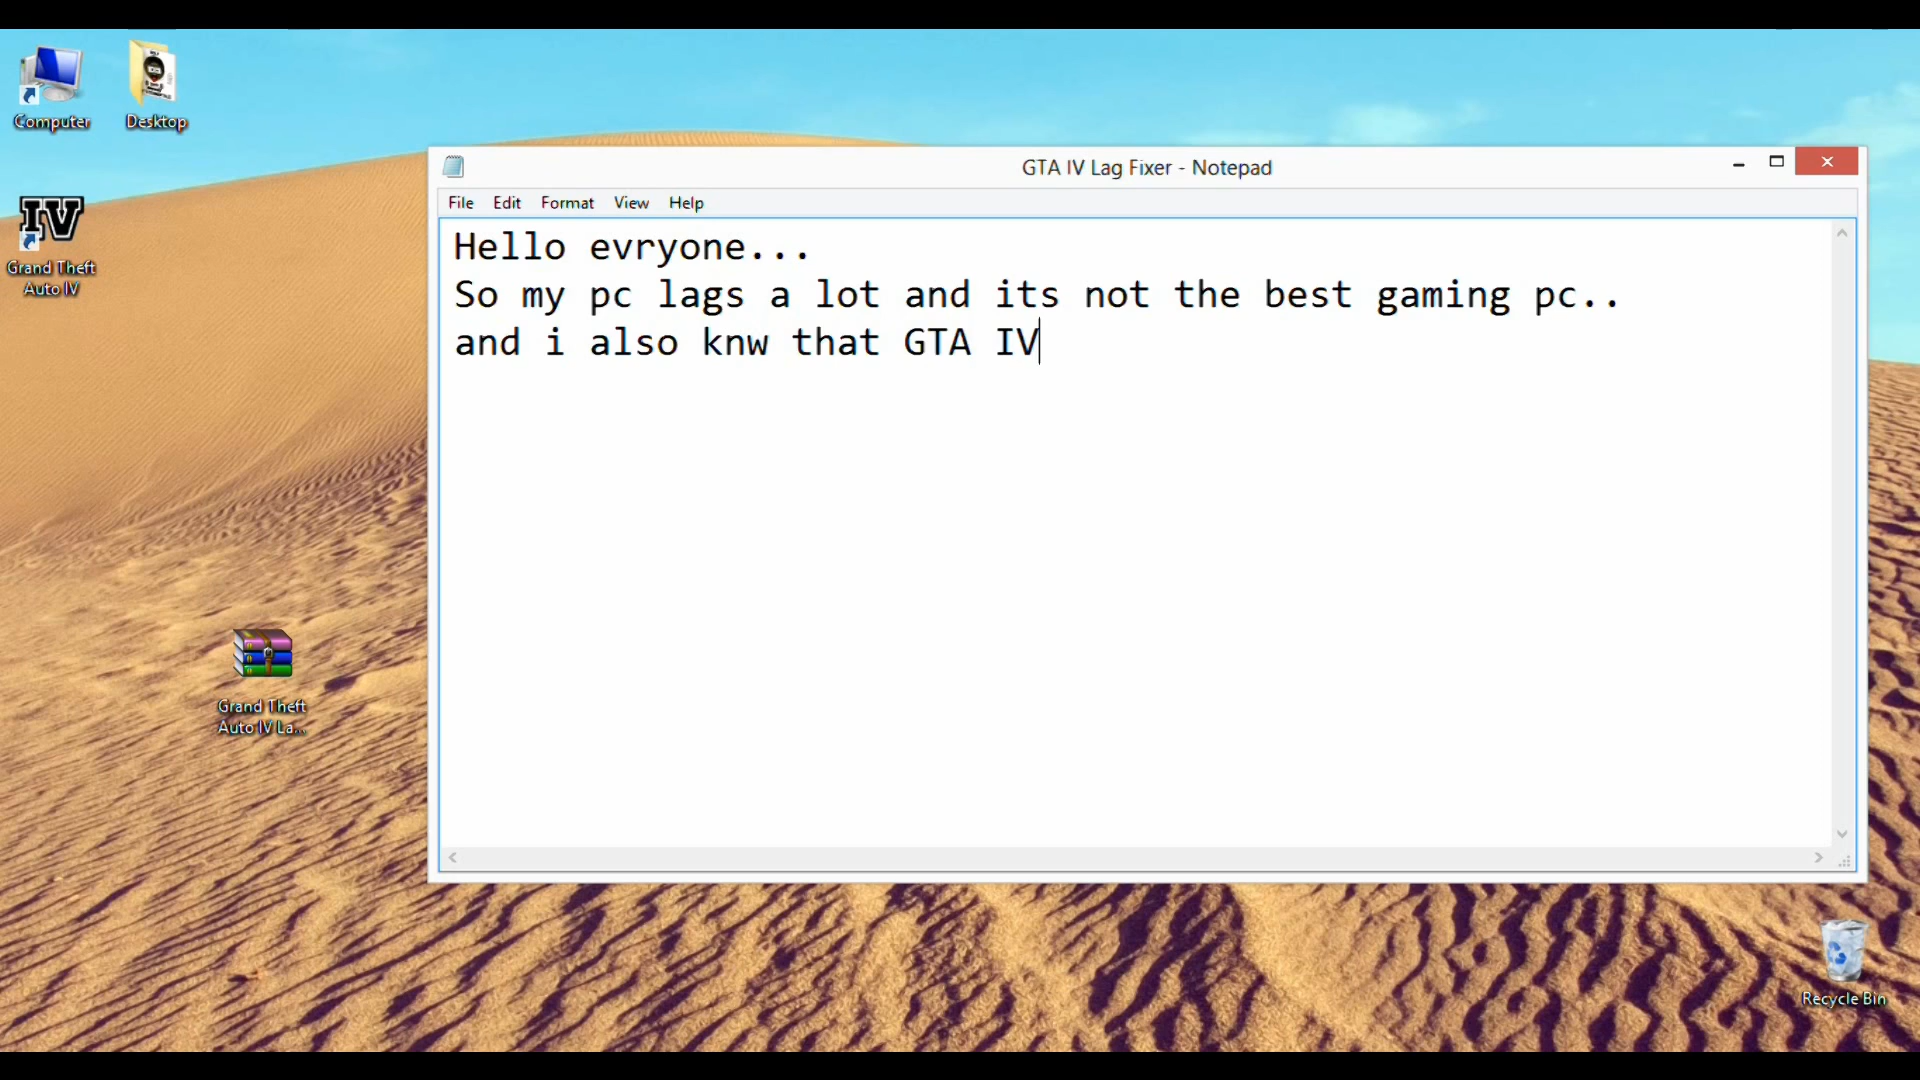 Computer
Desktop
IV
Grand Theft
Auto IV
GTA IV Lag Fixer - Notepad
File Edit Format View Help
Hello evryone...
So my pc lags a lot and its not the best gaming pc..
and i also knw that GTA IV
Grand Theft
Auto IV La...
Recycle Bin